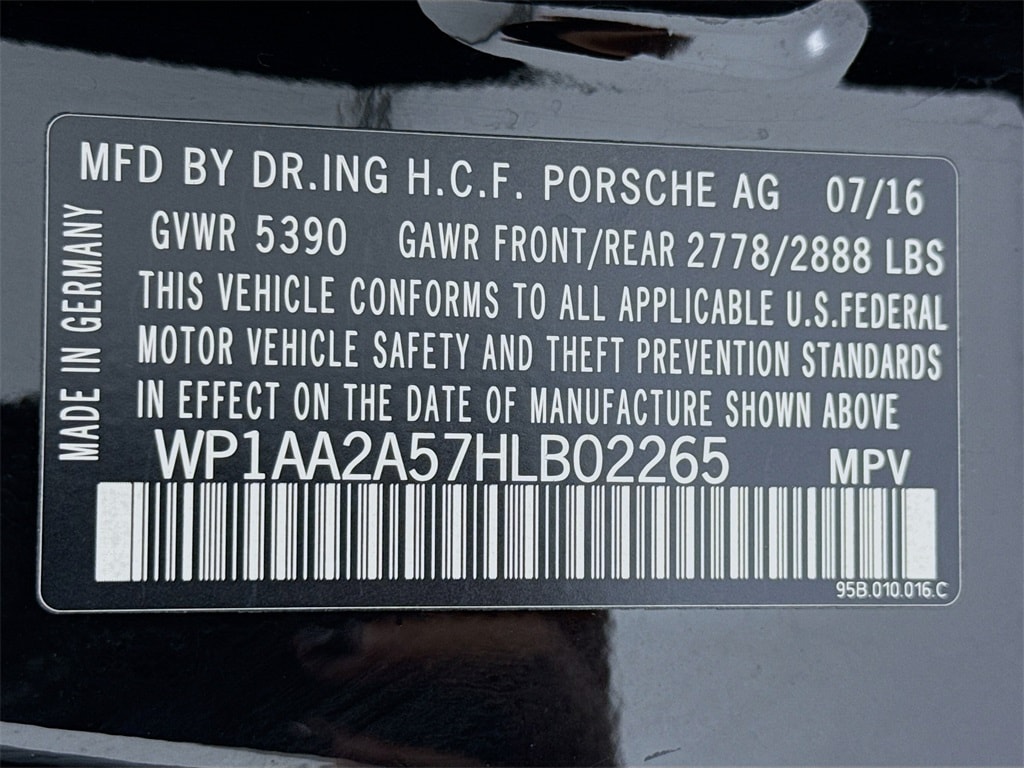 MFD BY DR.ING H.C.F. PORSCHE AG 07/16
GVWR 5390 GAWR FRONT/REAR 2778/2888 LBS
THIS VEHICLE CONFORMS TO ALL APPLICABLE U.S.FEDERAL
MOTOR VEHICLE SAFETY AND THEFT PREVENTION STANDARDS
IN EFFECT ON THE DATE OF MANUFACTURE SHOWN ABOVE
WP1AA2A57HLB02265 MPV
95B.010.016.C
MADE IN GERMANY